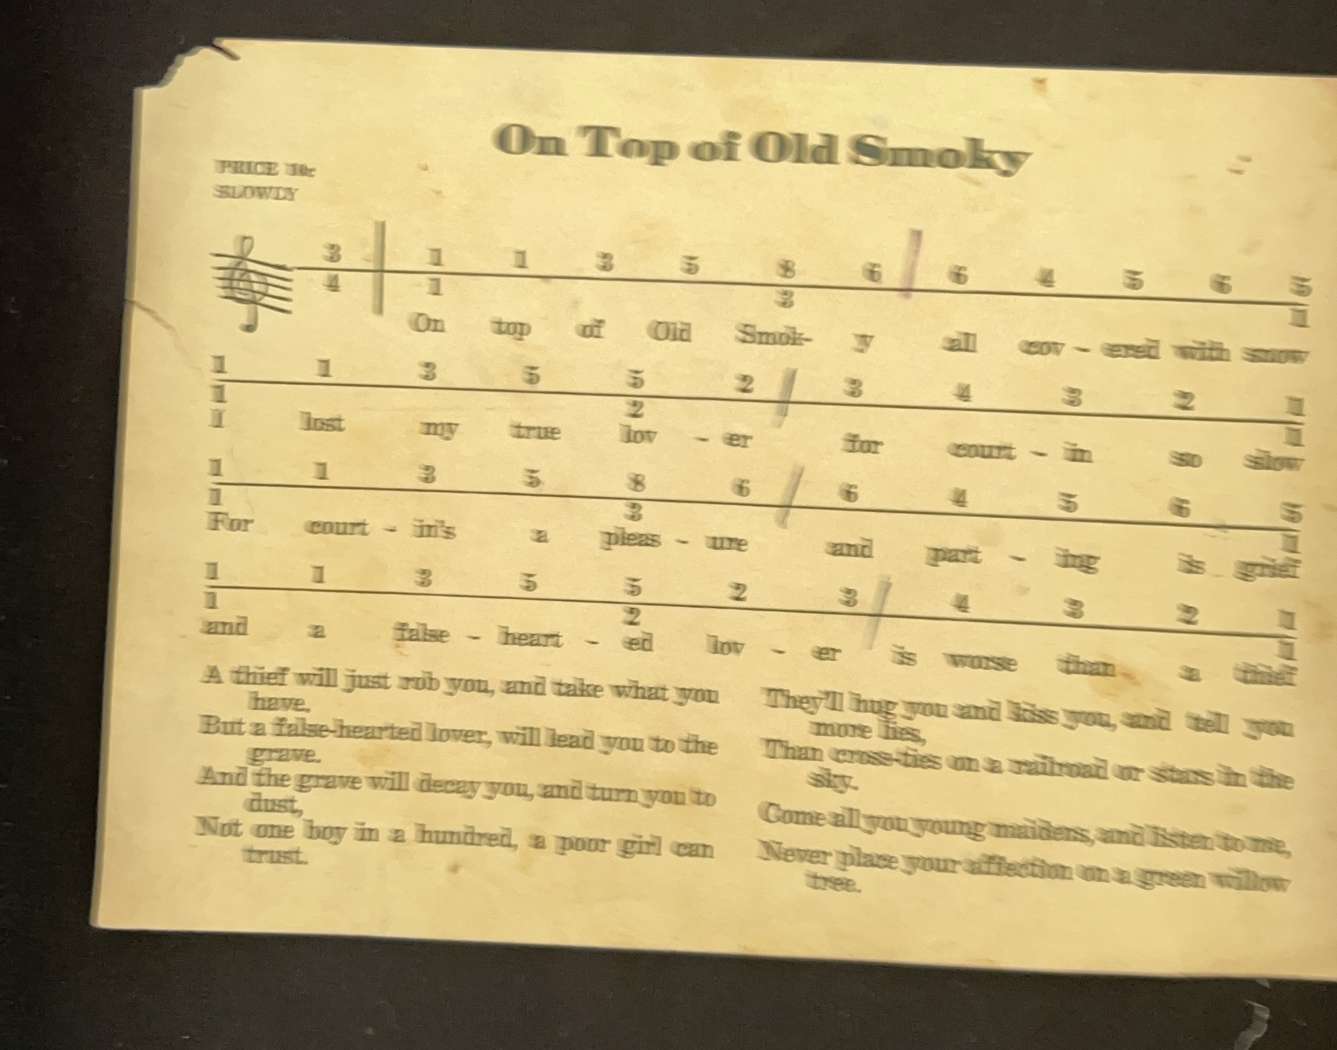 On Top of Old Smoky
PRICE 10c
SLOWLY
3 1 1 3 5 8 6 6 4 5 6 5
4 1 3 1
On top of Old Smok- y all cov - ered with snow
1 1 3 5 5 2 3 4 3 2 1
1 2 1
I lost my true lov - er for court - in so slow
1 1 3 5 8 6 6 4 5 6 5
1 3 1
For court - in's a pleas - ure and part - ing is grief
1 1 3 5 5 2 3 4 3 2 1
1 2 1
and a false - heart - ed lov - er is worse than a thief
A thief will just rob you, and take what you
have.
But a false-hearted lover, will lead you to the
grave.
And the grave will decay you, and turn you to
dust,
Not one boy in a hundred, a poor girl can
trust.
They'll hug you and kiss you, and tell you
more lies,
Than cross-ties on a railroad or stars in the
sky.
Come all you young maidens, and listen to me,
Never place your affection on a green willow
tree.